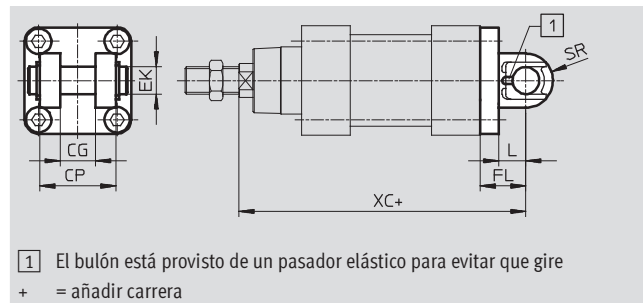 1
SR
EK
CG
CP
L
FL
XC+
1 El bulón está provisto de un pasador elástico para evitar que gire
+ = añadir carrera